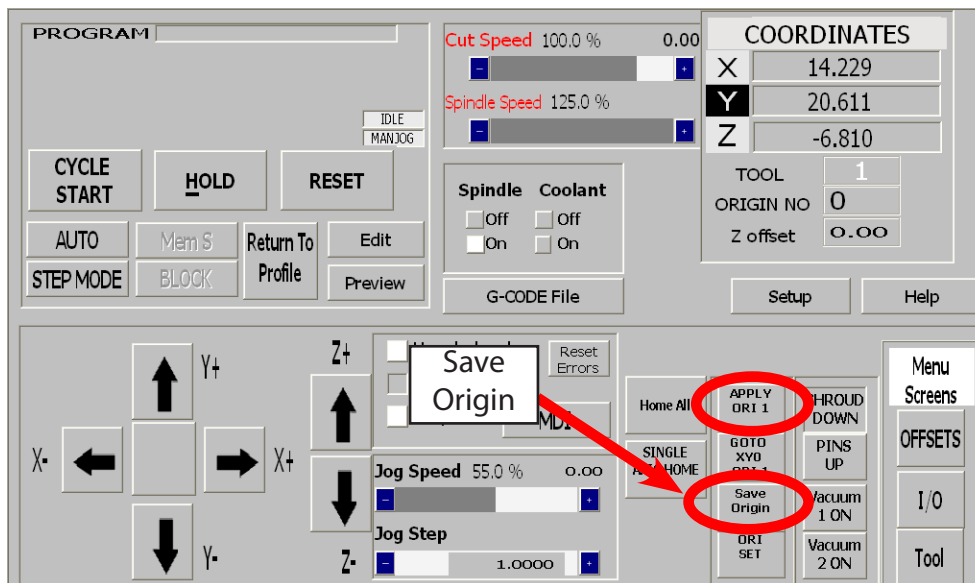 PROGRAM
IDLE
MANJOG
CYCLE
START
HOLD
RESET
AUTO
Mem S
Return To
Profile
Edit
STEP MODE
BLOCK
Preview
Cut Speed 100.0 % 0.00
-
+
Spindle Speed 125.0 %
-
+
Spindle Coolant
Off Off
On On
G-CODE File
COORDINATES
X 14.229
Y 20.611
Z -6.810
TOOL 1
ORIGIN NO 0
Z offset 0.00
Setup
Help
Y+
X-
X+
Y-
Z+
Z-
Reset
Errors
Save
Origin
MDI
Jog Speed 55.0 % 0.00
-
+
Jog Step
-
1.0000
+
Home All
SINGLE
HOME
APPLY
ORI 1
GOTO
XY0
ORI 1
Save
Origin
ORI
SET
SHROUD
DOWN
PINS
UP
Vacuum
1 ON
Vacuum
2 ON
Menu
Screens
OFFSETS
I/O
Tool